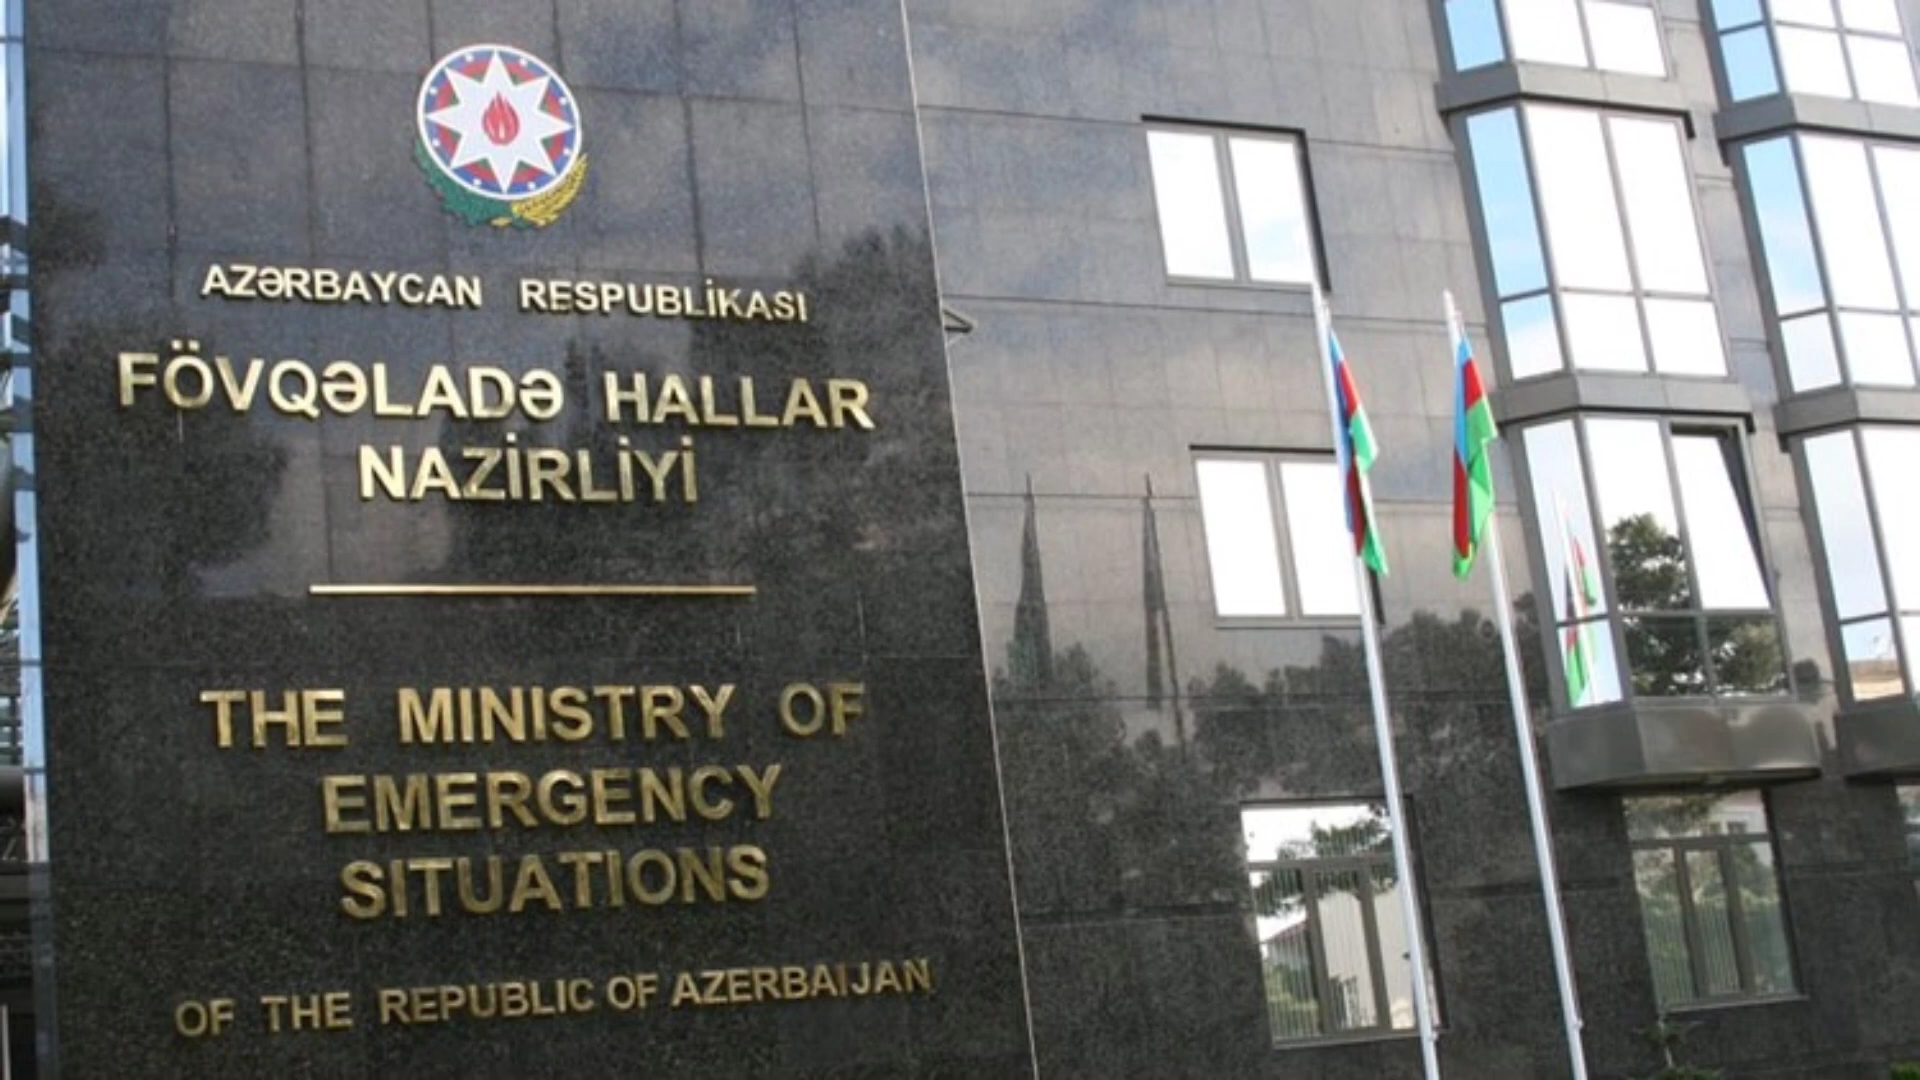 AZƏRBAYCAN RESPUBLİKASI
FÖVQƏLADƏ HALLAR
NAZİRLİYİ
THE MINISTRY OF
EMERGENCY
SITUATIONS
OF THE REPUBLIC OF AZERBAIJAN